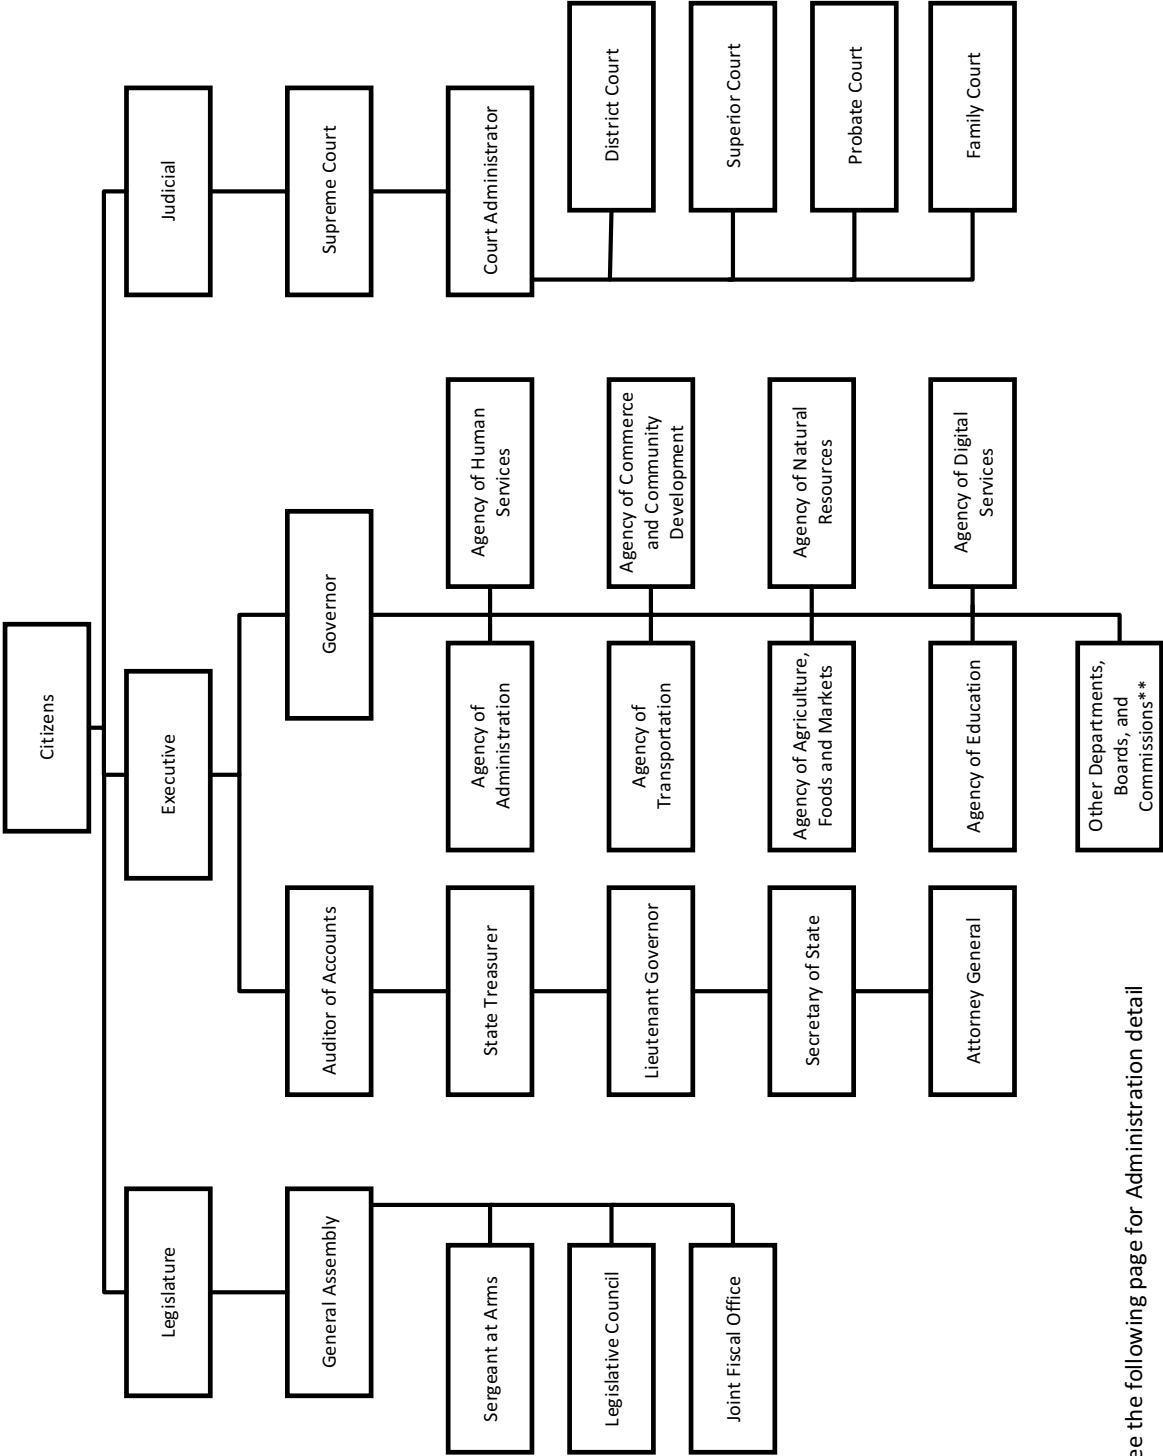 Citizens
Legislature
Executive
Judicial
General Assembly
Auditor of Accounts
Governor
Supreme Court
Sergeant at Arms
Legislative Council
Joint Fiscal Office
State Treasurer
Lieutenant Governor
Secretary of State
Attorney General
Agency of
Administration
Agency of Human
Services
Agency of
Transportation
Agency of Commerce
and Community
Development
Agency of Agriculture,
Foods and Markets
Agency of Natural
Resources
Agency of Education
Agency of Digital
Services
Other Departments,
Boards, and
Commissions**
Court Administrator
District Court
Superior Court
Probate Court
Family Court
the following page for Administration detail